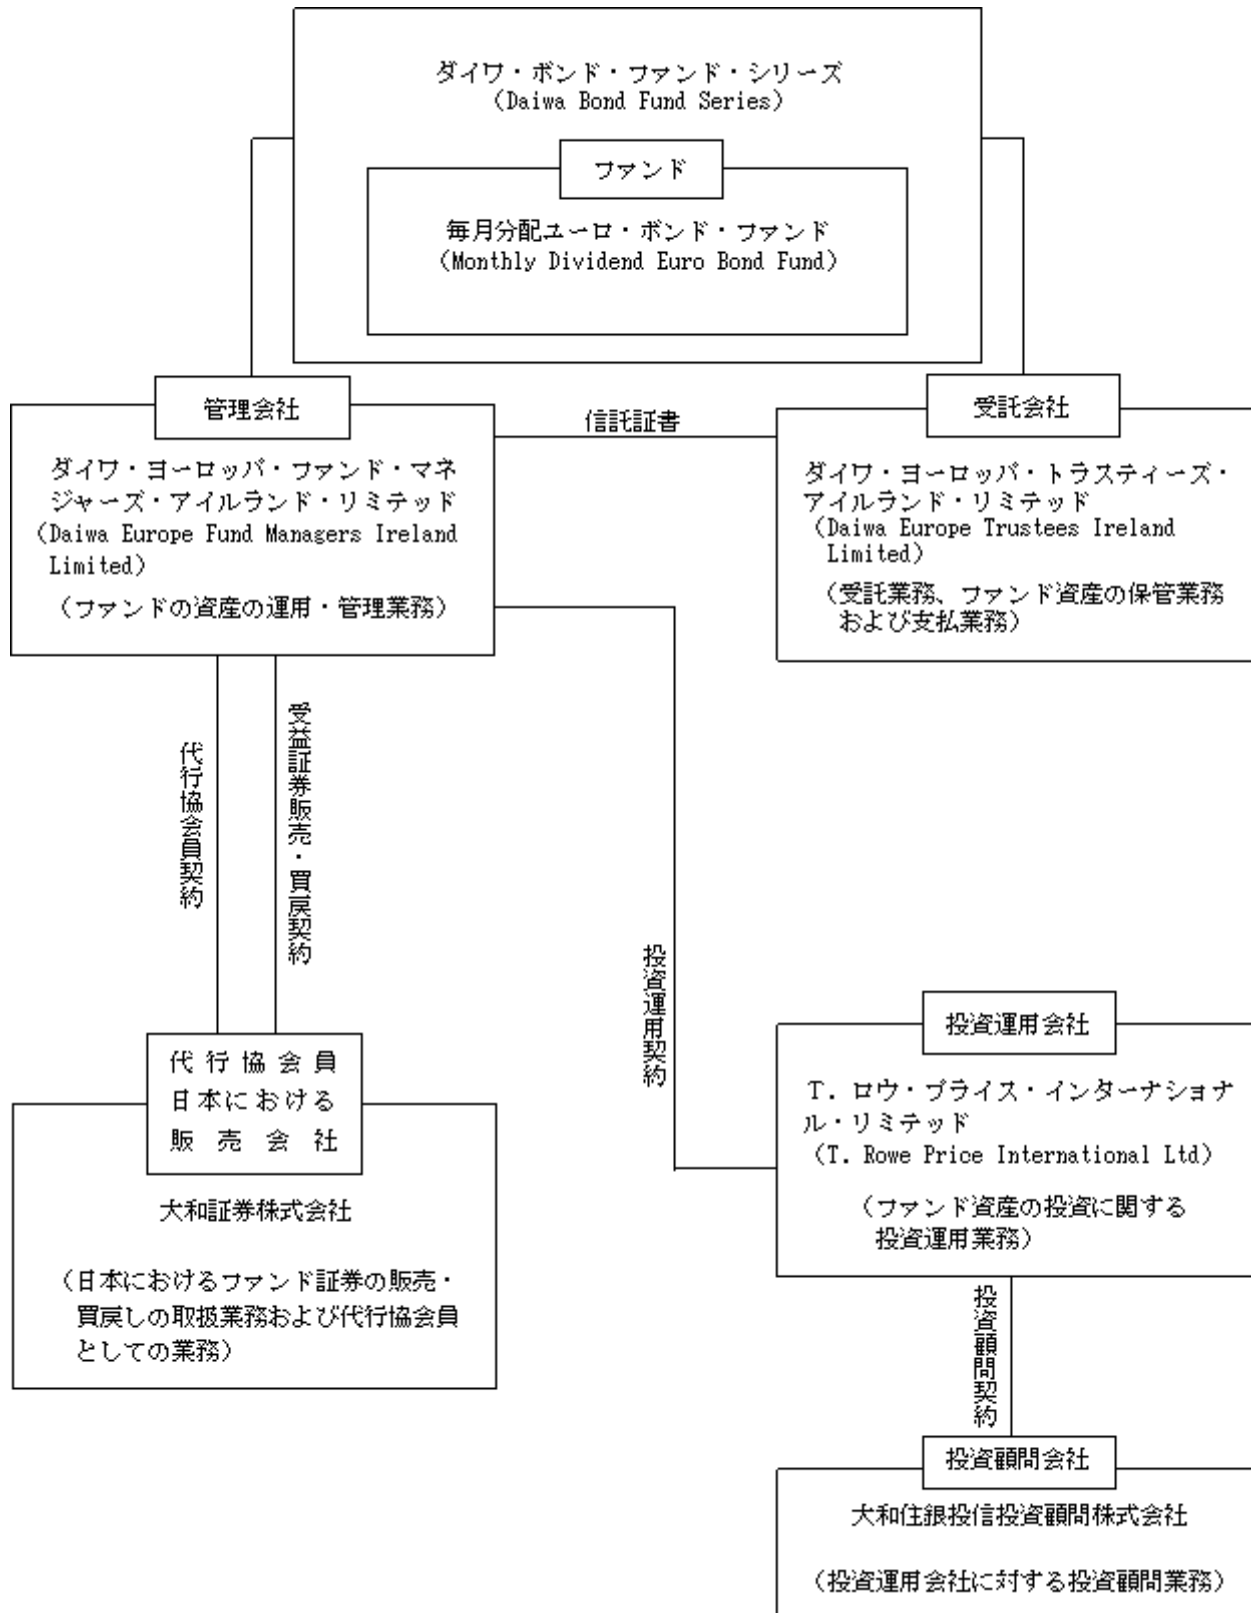 ダイワ・ボンド・ファンド・シリーズ
(Daiwa Bond Fund Series)
ファンド
毎月分配ユーロ・ボンド・ファンド
(Monthly Dividend Euro Bond Fund)
管理会社
信託証書
受託会社
ダイワ・ヨーロッパ・ファンド・マネ
ジャーズ・アイルランド・リミテッド
(Daiwa Europe Fund Managers Ireland
Limited)
(ファンドの資産の運用・管理業務)
ダイワ・ヨーロッパ・トラスティーズ・
アイルランド・リミテッド
(Daiwa Europe Trustees Ireland
Limited)
(受託業務、ファンド資産の保管業務
および支払業務)
代行協会員契約
受益証券販売・買戻契約
投資運用契約
代行協会員
日本における
販売会社
大和証券株式会社
(日本におけるファンド証券の販売・
買戻しの取扱業務および代行協会員
としての業務)
投資運用会社
T. ロウ・プライス・インターナショナ
ル・リミテッド
(T. Rowe Price International Ltd)
(ファンド資産の投資に関する
投資運用業務)
投資顧問契約
投資顧問会社
大和住銀投信投資顧問株式会社
(投資運用会社に対する投資顧問業務)